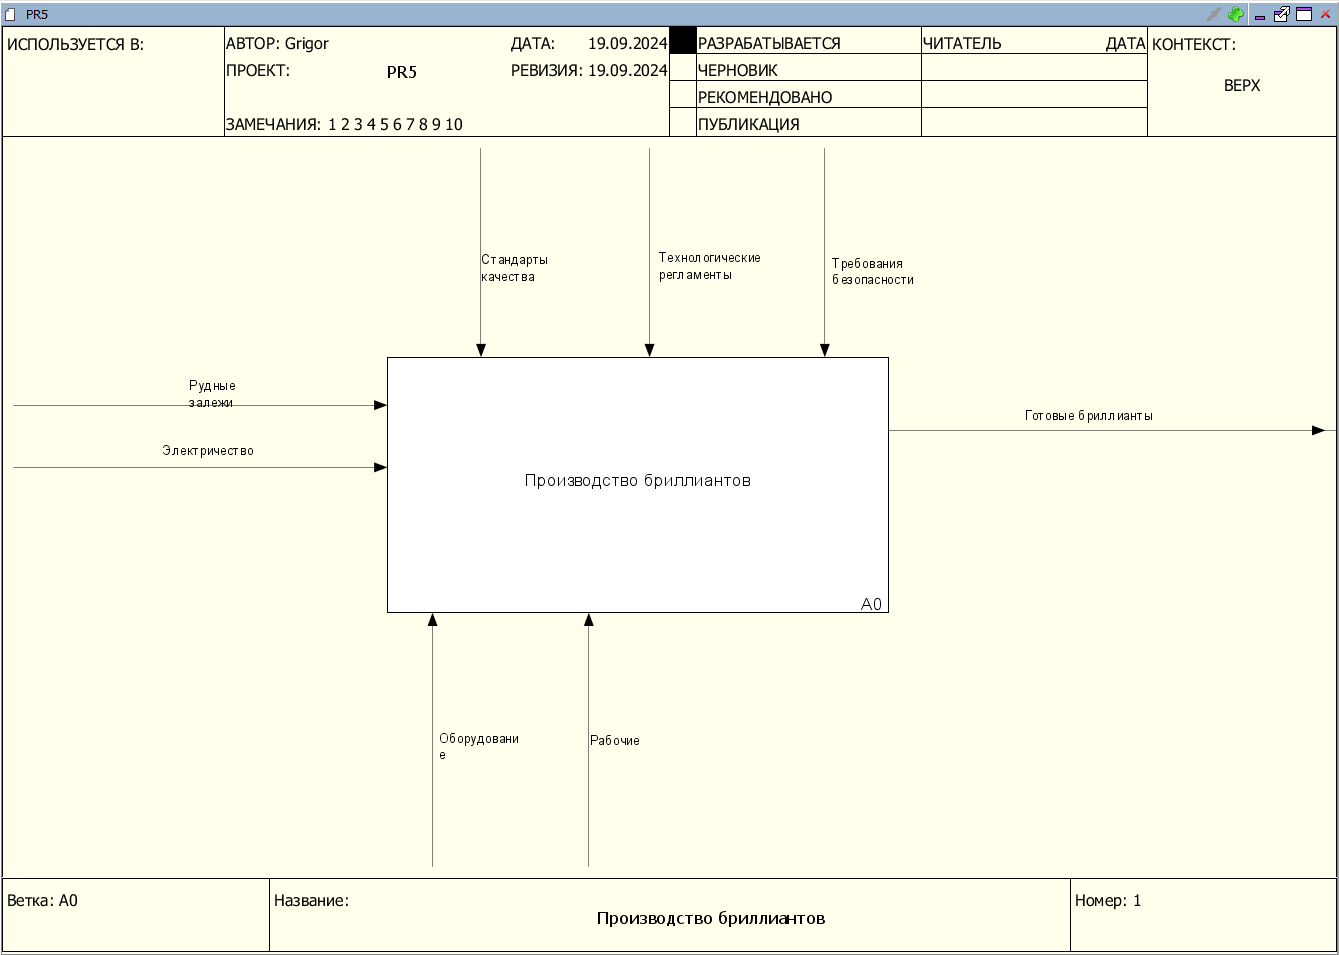 PR5
ИСПОЛЬЗУЕТСЯ В:
АВТОР: Grigor
ДАТА: 19.09.2024
РАЗРАБАТЫВАЕТСЯ
ЧИТАТЕЛЬ
ДАТА
КОНТЕКСТ:
ПРОЕКТ:
PR5
РЕВИЗИЯ: 19.09.2024
ЧЕРНОВИК
ВЕРХ
РЕКОМЕНДОВАНО
ЗАМЕЧАНИЯ: 1 2 3 4 5 6 7 8 9 10
ПУБЛИКАЦИЯ
Стандарты
качества
Технологические
регламенты
Требования
безопасности
Рудные
залежи
Электричество
Готовые бриллианты
Производство бриллиантов
A0
Оборудовани
е
Рабочие
Ветка: A0
Название:
Производство бриллиантов
Номер: 1